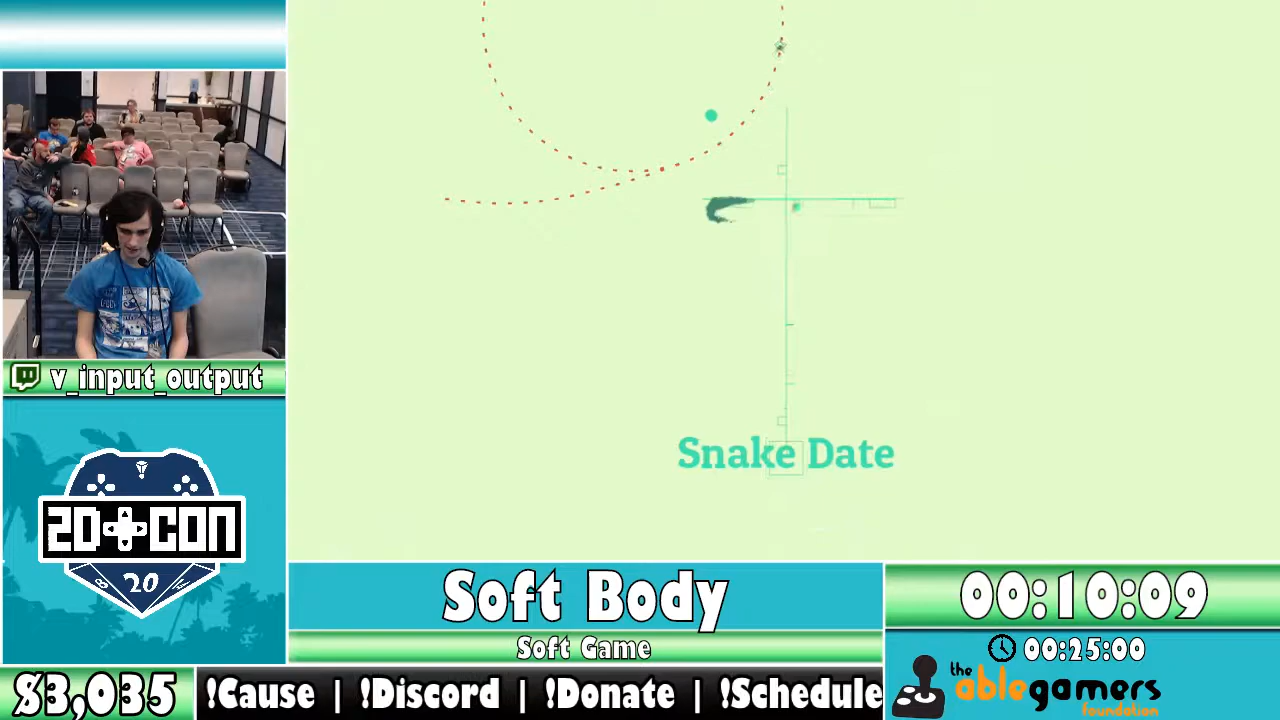 Snake Date
v_input_output
2D CON
20
Soft Body
Soft Game
00:10:09
00:25:00
the
ablegamers
foundation
$3,035
!Cause | !Discord | !Donate | !Schedule